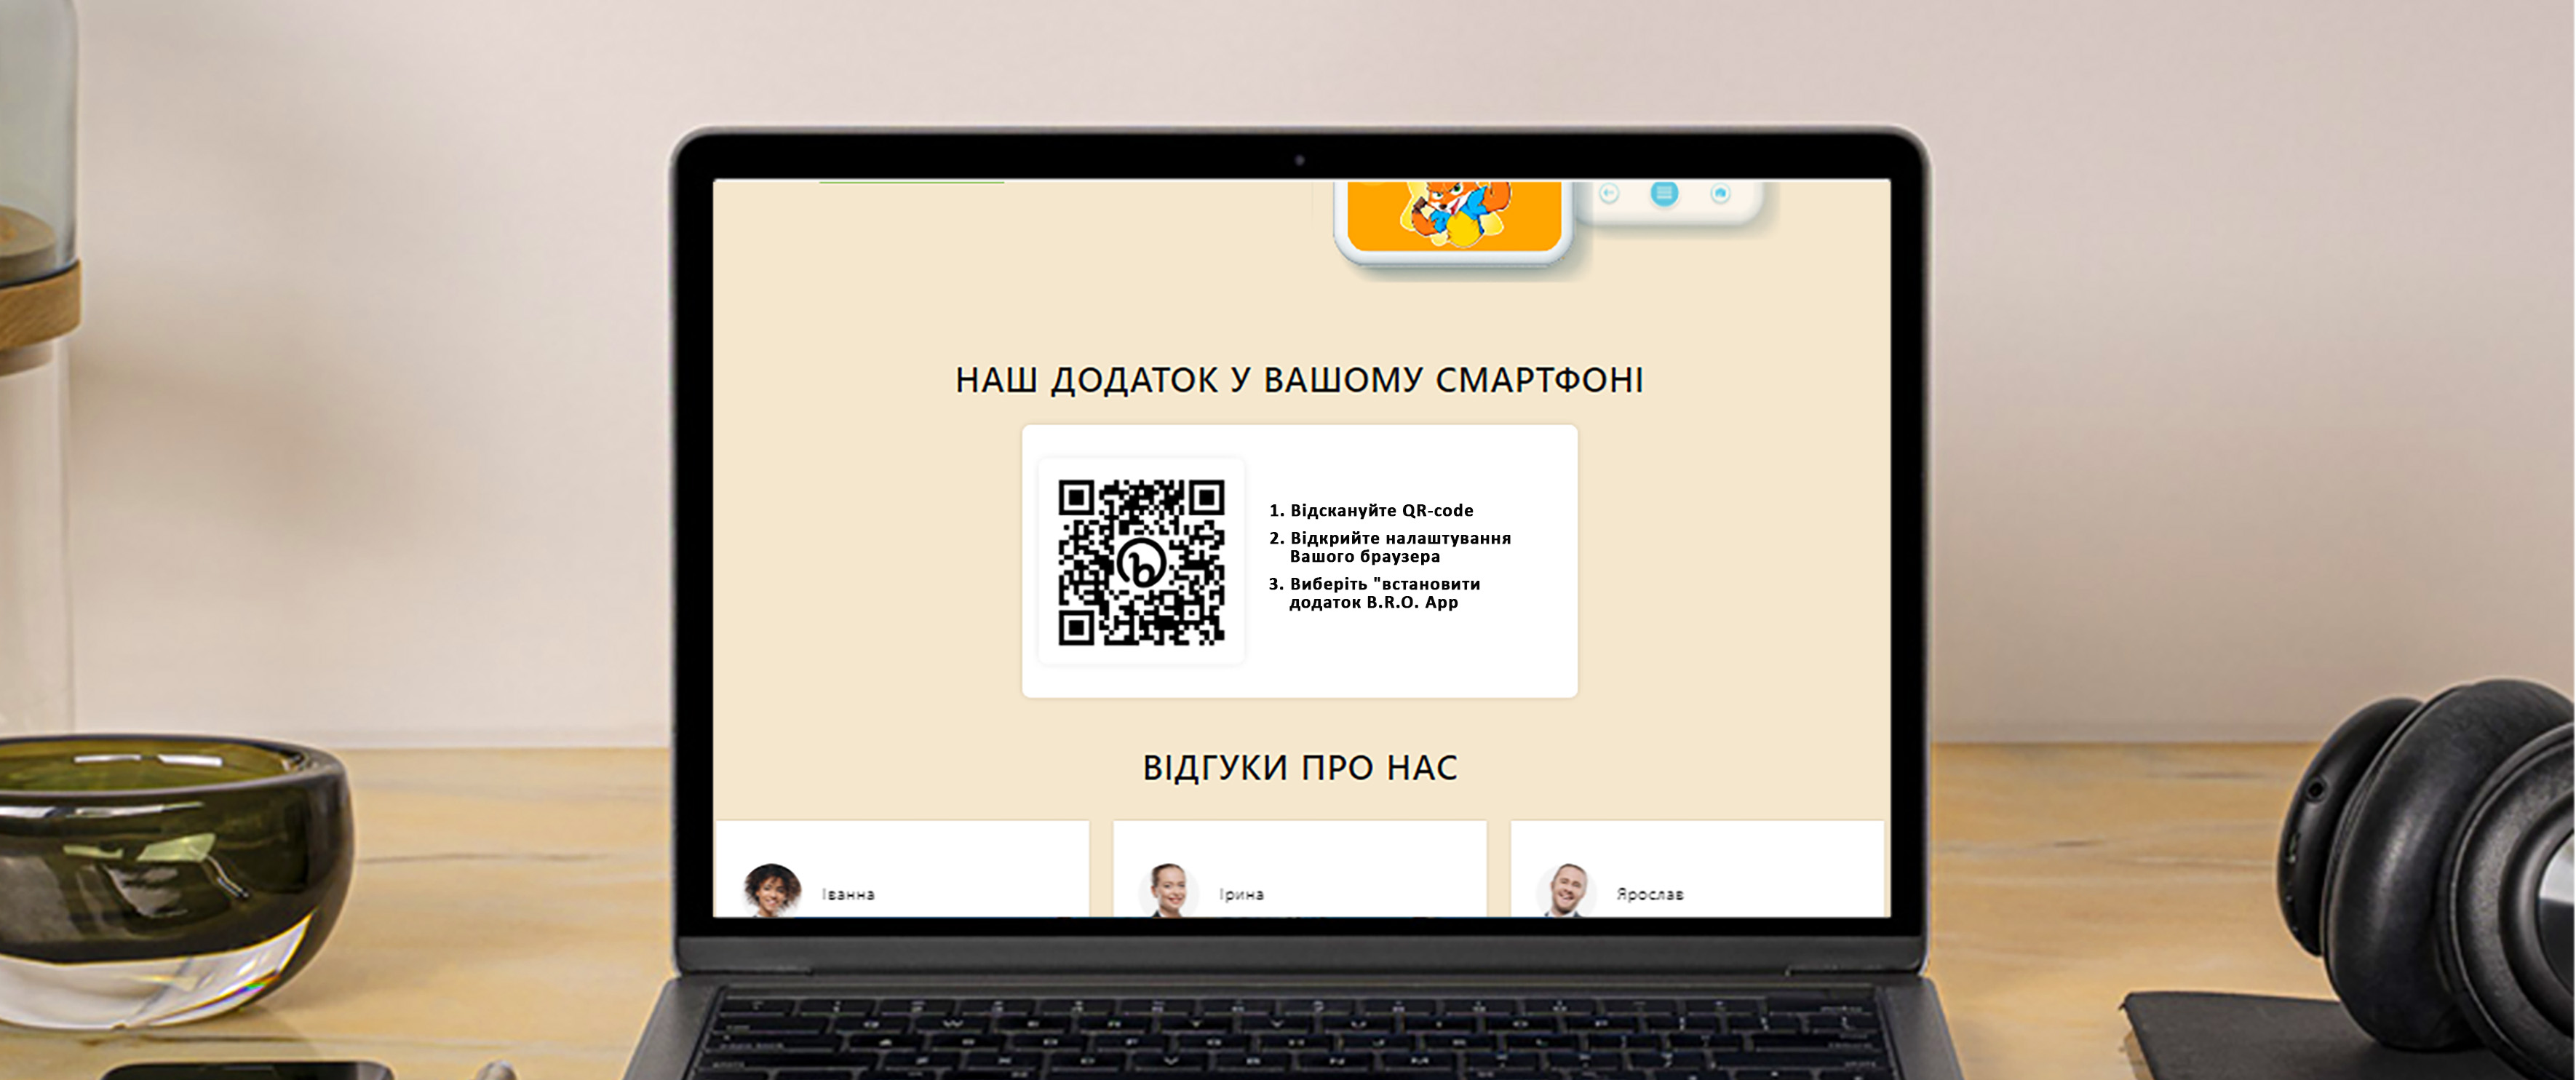 НАШ ДОДАТОК У ВАШОМУ СМАРТФОНІ
1. Відскануйте QR-code
2. Відкрийте налаштування
Вашого браузера
3. Виберіть "встановити
додаток B.R.O. App
ВІДГУКИ ПРО НАС
Іванна
Ірина
Ярослав